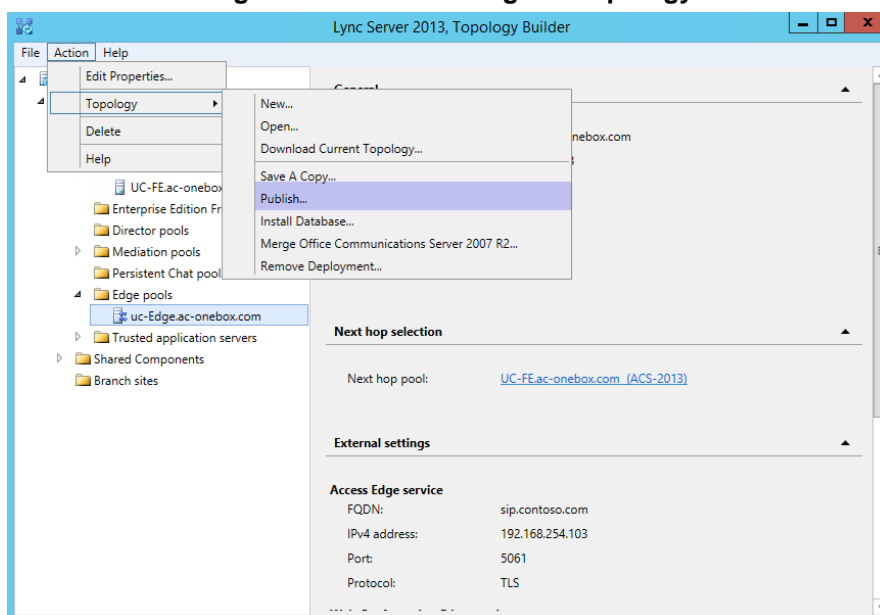 Lync Server 2013, Topology Builder
File Action Help
Edit Properties...
Topology
Delete
Help
New...
Open...
Download Current Topology...
Save A Copy...
Publish...
Install Database...
Merge Office Communications Server 2007 R2...
Remove Deployment...
General
nebox.com
UC-FE.ac-onebox
Enterprise Edition Fr
Director pools
Mediation pools
Persistent Chat pool
Edge pools
uc-Edge.ac-onebox.com
Trusted application servers
Shared Components
Branch sites
Next hop selection
Next hop pool: UC-FE.ac-onebox.com (ACS-2013)
External settings
Access Edge service
FQDN: sip.contoso.com
IPv4 address: 192.168.254.103
Port: 5061
Protocol: TLS